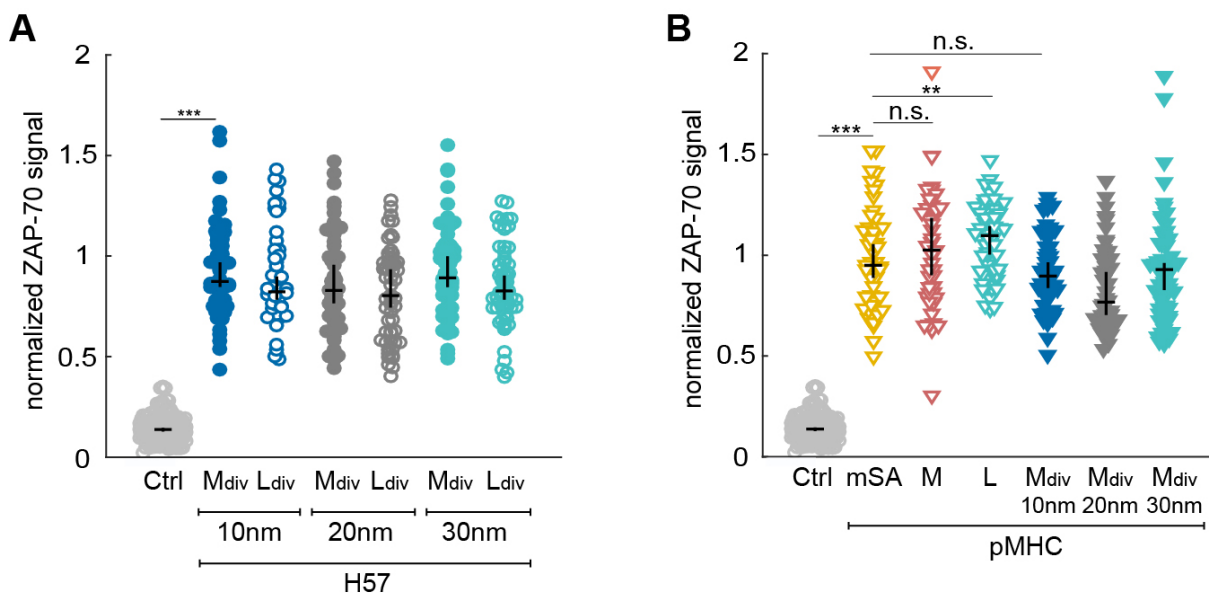 A
normalized ZAP-70 signal
2
1.5
1
0.5
0
***
Ctrl Mdiv Ldiv Mdiv Ldiv Mdiv Ldiv
10nm 20nm 30nm
H57
B
normalized ZAP-70 signal
2
1.5
1
0.5
0
n.s.
**
n.s.
***
Ctrl mSA M L Mdiv Mdiv Mdiv
10nm 20nm 30nm
pMHC